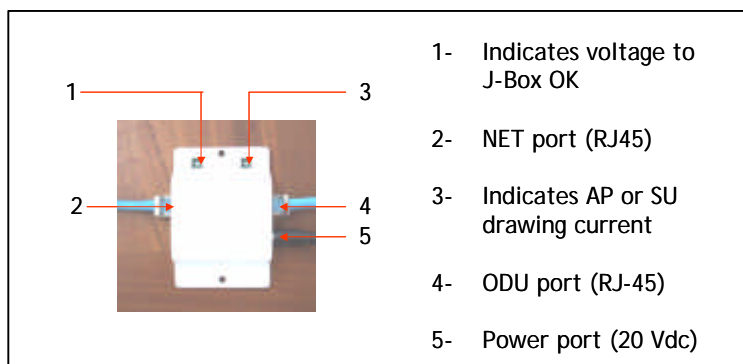 1
3
2
4
5
1- Indicates voltage to
J-Box OK
2- NET port (RJ45)
3- Indicates AP or SU
drawing current
4- ODU port (RJ-45)
5- Power port (20 Vdc)